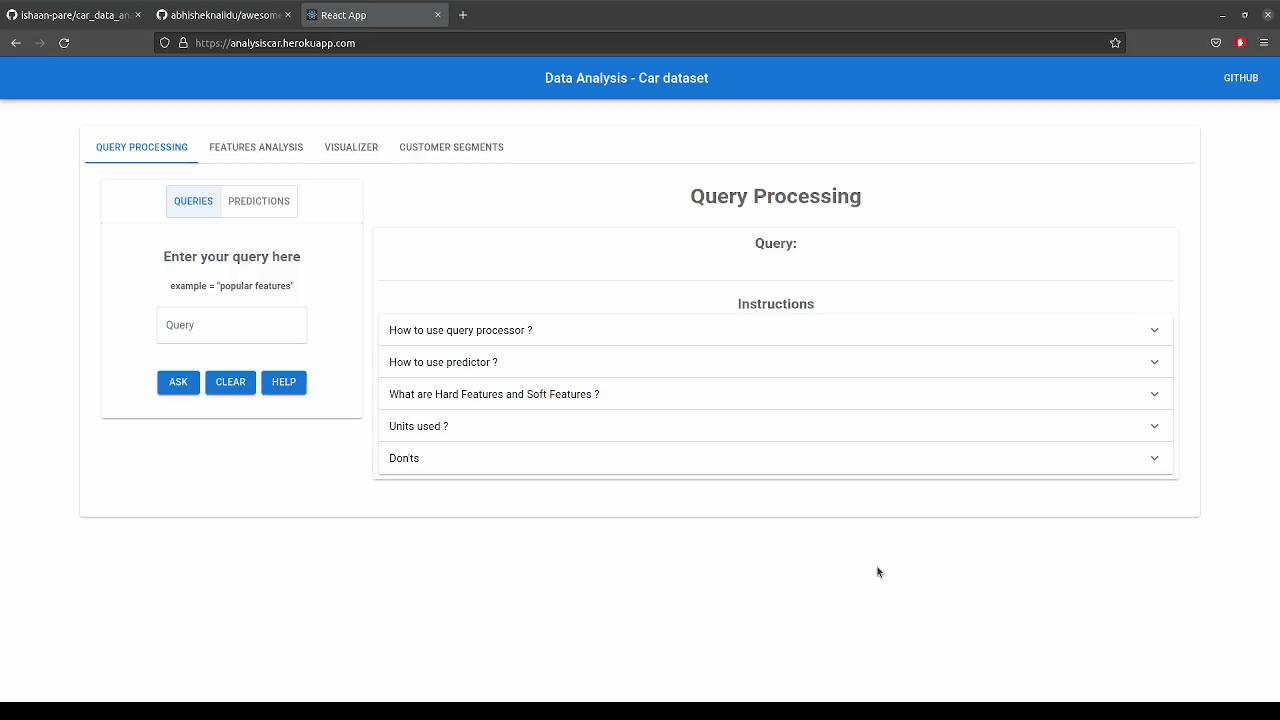 ishaan-pare/car_data_an
abhisheknalldu/awesome
React App
https://analysiscar.herokuapp.com
Data Analysis - Car dataset
GITHUB
QUERY PROCESSING
FEATURES ANALYSIS
VISUALIZER
CUSTOMER SEGMENTS
QUERIES
PREDICTIONS
Enter your query here
example = "popular features"
Query
ASK
CLEAR
HELP
Query Processing
Query:
Instructions
How to use query processor ?
How to use predictor ?
What are Hard Features and Soft Features ?
Units used ?
Don'ts